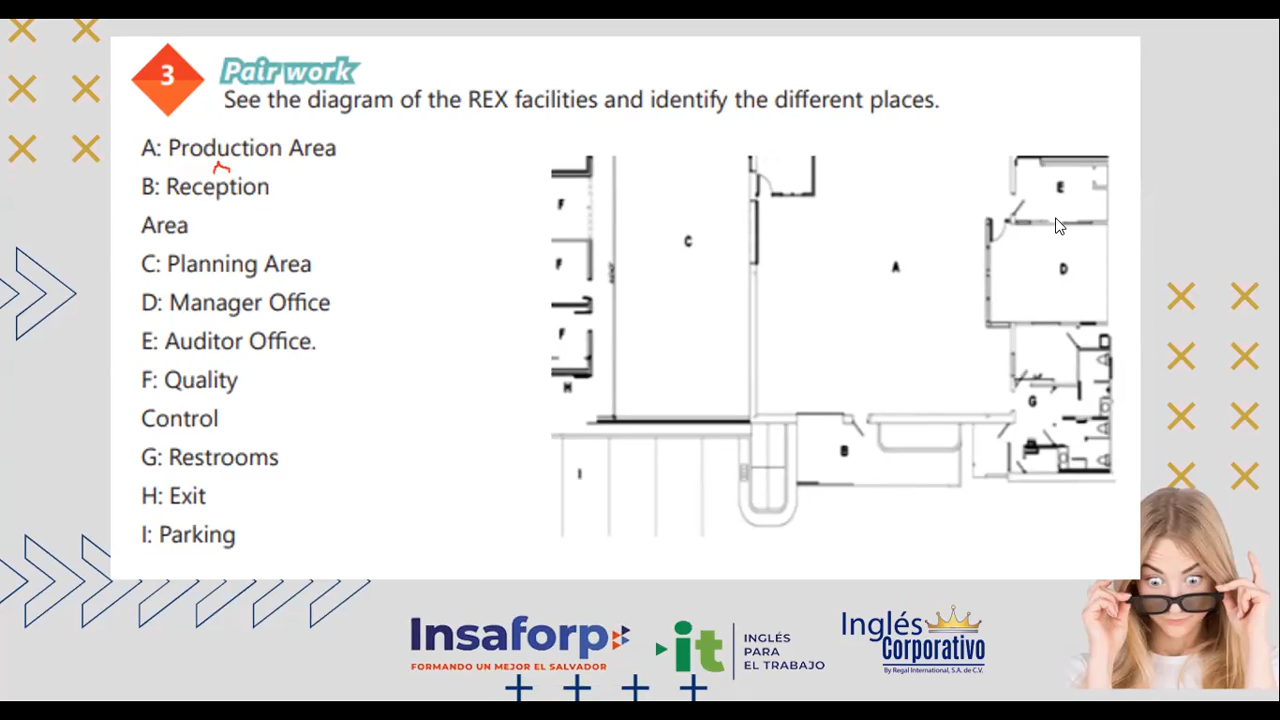 3
Pair work
See the diagram of the REX facilities and identify the different places.
A: Production Area
B: Reception
Area
C: Planning Area
D: Manager Office
E: Auditor Office.
F: Quality
Control
G: Restrooms
H: Exit
I: Parking
E
F
C
F
A
D
F
H
G
B
I
Insaforp
FORMANDO UN MEJOR EL SALVADOR
it
INGLÉS
PARA
EL TRABAJO
Inglés
Corporativo
By Regal International, S.A. de C.V.